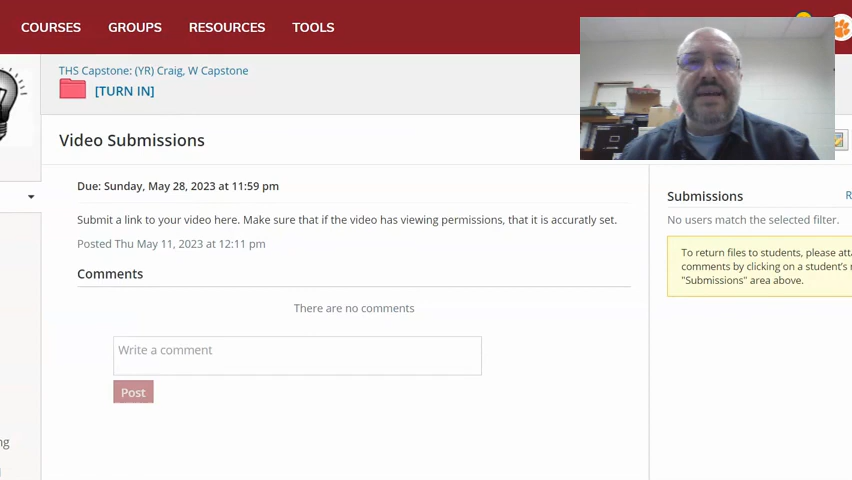 COURSES GROUPS RESOURCES TOOLS
THS Capstone: (YR) Craig, W Capstone
[TURN IN]
Video Submissions
Due: Sunday, May 28, 2023 at 11:59 pm
Submit a link to your video here. Make sure that if the video has viewing permissions, that it is accuratly set.
Posted Thu May 11, 2023 at 12:11 pm
Comments
There are no comments
Write a comment
Post
Submissions
No users match the selected filter.
To return files to students, please
comments by clicking on a student's
"Submissions" area above.